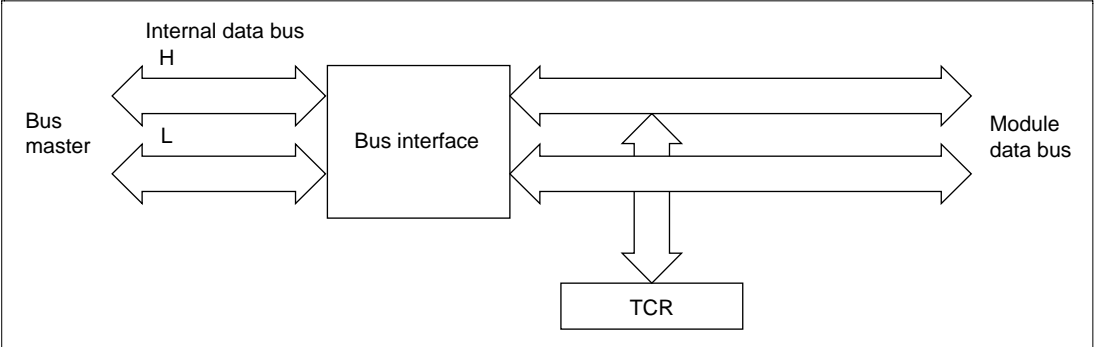 Internal data bus
H
Bus
master
L
Bus interface
Module
data bus
TCR